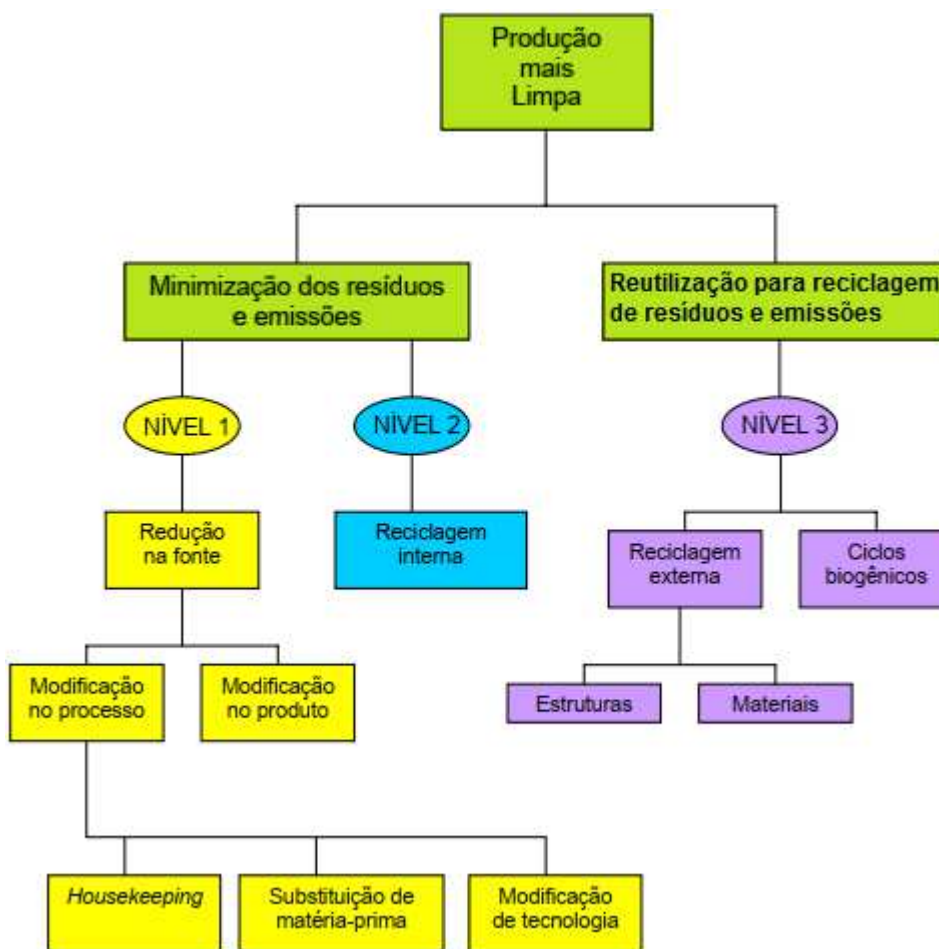 Produção
mais
Limpa
Minimização dos resíduos
e emissões
Reutilização para reciclagem
de resíduos e emissões
NÍVEL 1
NÍVEL 2
NÍVEL 3
Redução
na fonte
Reciclagem
interna
Reciclagem
externa
Ciclos
biogênicos
Modificação
no processo
Modificação
no produto
Estruturas
Materiais
Housekeeping
Substituição de
matéria-prima
Modificação
de tecnologia